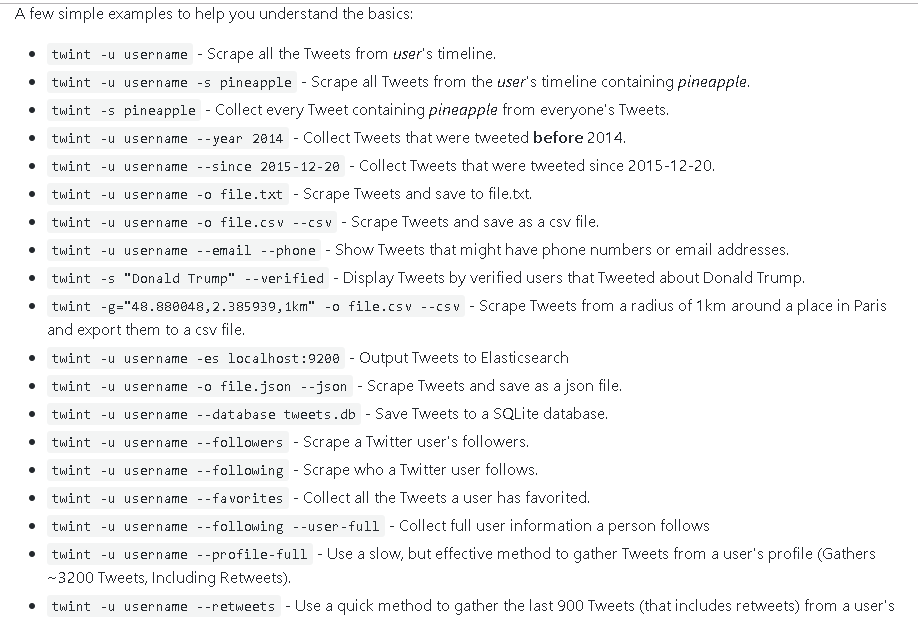 A few simple examples to help you understand the basics:
• twint -u username - Scrape all the Tweets from user's timeline.
• twint -u username -s pineapple - Scrape all Tweets from the user's timeline containing pineapple.
• twint -s pineapple - Collect every Tweet containing pineapple from everyone's Tweets.
• twint -u username --year 2014 - Collect Tweets that were tweeted before 2014.
• twint -u username --since 2015-12-20 - Collect Tweets that were tweeted since 2015-12-20.
• twint -u username -o file.txt - Scrape Tweets and save to file.txt.
• twint -u username -o file.csv --csv - Scrape Tweets and save as a csv file.
• twint -u username --email --phone - Show Tweets that might have phone numbers or email addresses.
• twint -s "Donald Trump" --verified - Display Tweets by verified users that Tweeted about Donald Trump.
• twint -g="48.880048,2.385939,1km" -o file.csv --csv - Scrape Tweets from a radius of 1km around a place in Paris
and export them to a csv file.
• twint -u username -es localhost:9200 - Output Tweets to Elasticsearch
• twint -u username -o file.json --json - Scrape Tweets and save as a json file.
• twint -u username --database tweets.db - Save Tweets to a SQLite database.
• twint -u username --followers - Scrape a Twitter user's followers.
• twint -u username --following - Scrape who a Twitter user follows.
• twint -u username --favorites - Collect all the Tweets a user has favorited.
• twint -u username --following --user-full - Collect full user information a person follows
• twint -u username --profile-full - Use a slow, but effective method to gather Tweets from a user's profile (Gathers
~3200 Tweets, Including Retweets).
• twint -u username --retweets - Use a quick method to gather the last 900 Tweets (that includes retweets) from a user's